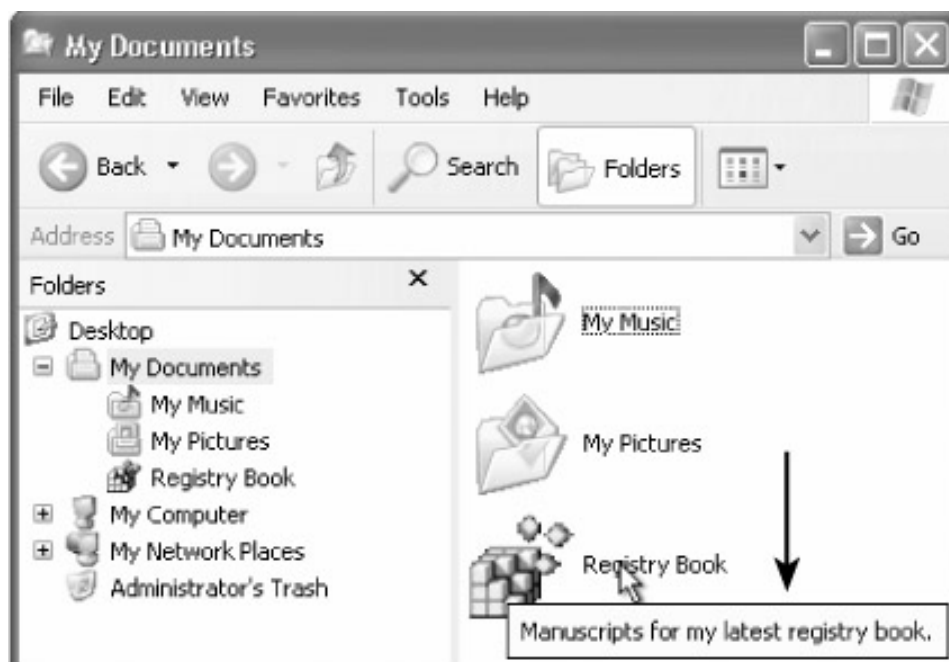 My Documents
File Edit View Favorites Tools Help
Back Search Folders
Address My Documents Go
Folders
Desktop
My Documents
My Music
My Pictures
Registry Book
My Computer
My Network Places
Administrator's Trash
My Music
My Pictures
Registry Book
Manuscripts for my latest registry book.